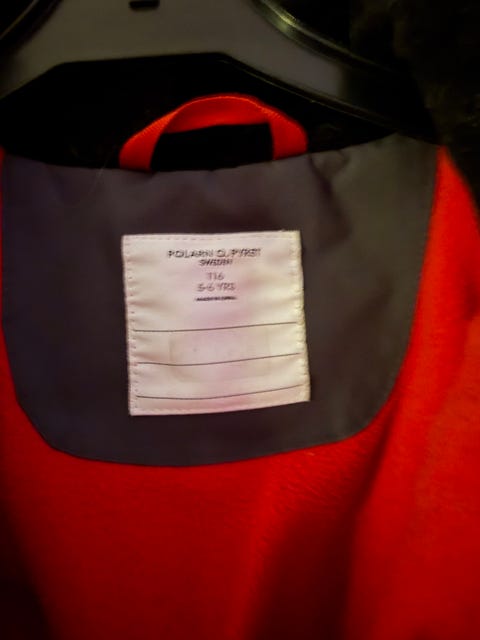 POLARN O. PYRET
SWEDEN
116
5-6 YRS